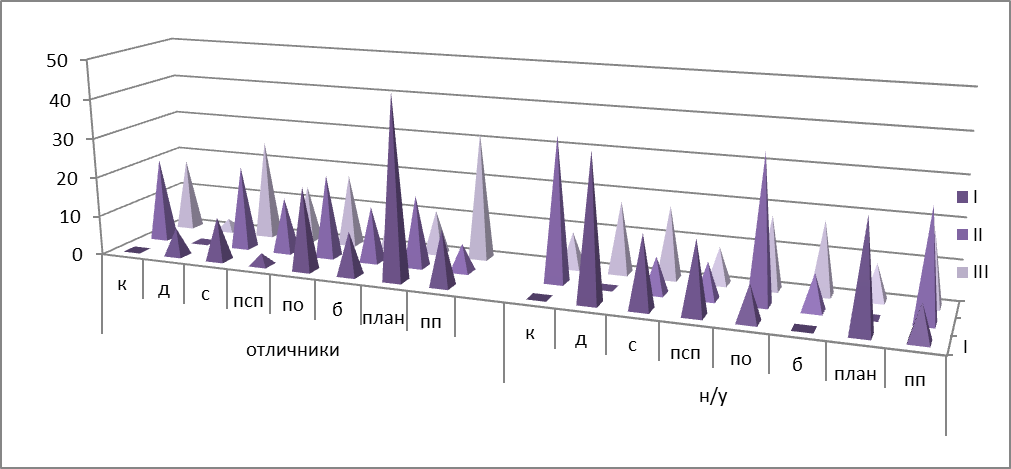 50
40
30
20
10
0
к д с псп по б план пп к д с псп по б план пп
отличники н/у
I
II
III
I